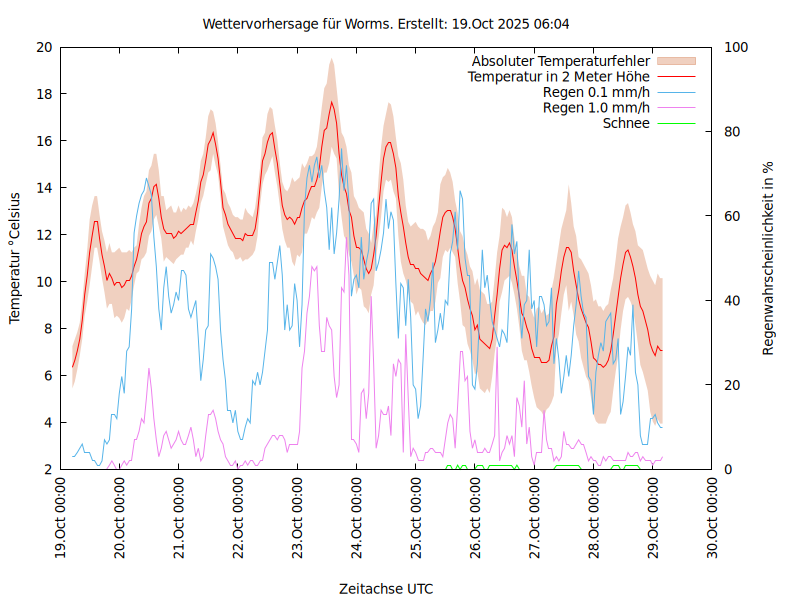 Wettervorhersage für Worms. Erstellt: 19.Oct 2025 06:04
Absoluter Temperaturfehler
Temperatur in 2 Meter Höhe
Regen 0.1 mm/h
Regen 1.0 mm/h
Schnee
Temperatur °Celsius
20
18
16
14
12
10
8
6
4
2
100
80
60
40
20
0
Regenwahrscheinlichkeit in %
19.Oct 00:00
20.Oct 00:00
21.Oct 00:00
22.Oct 00:00
23.Oct 00:00
24.Oct 00:00
25.Oct 00:00
26.Oct 00:00
27.Oct 00:00
28.Oct 00:00
29.Oct 00:00
30.Oct 00:00
Zeitachse UTC